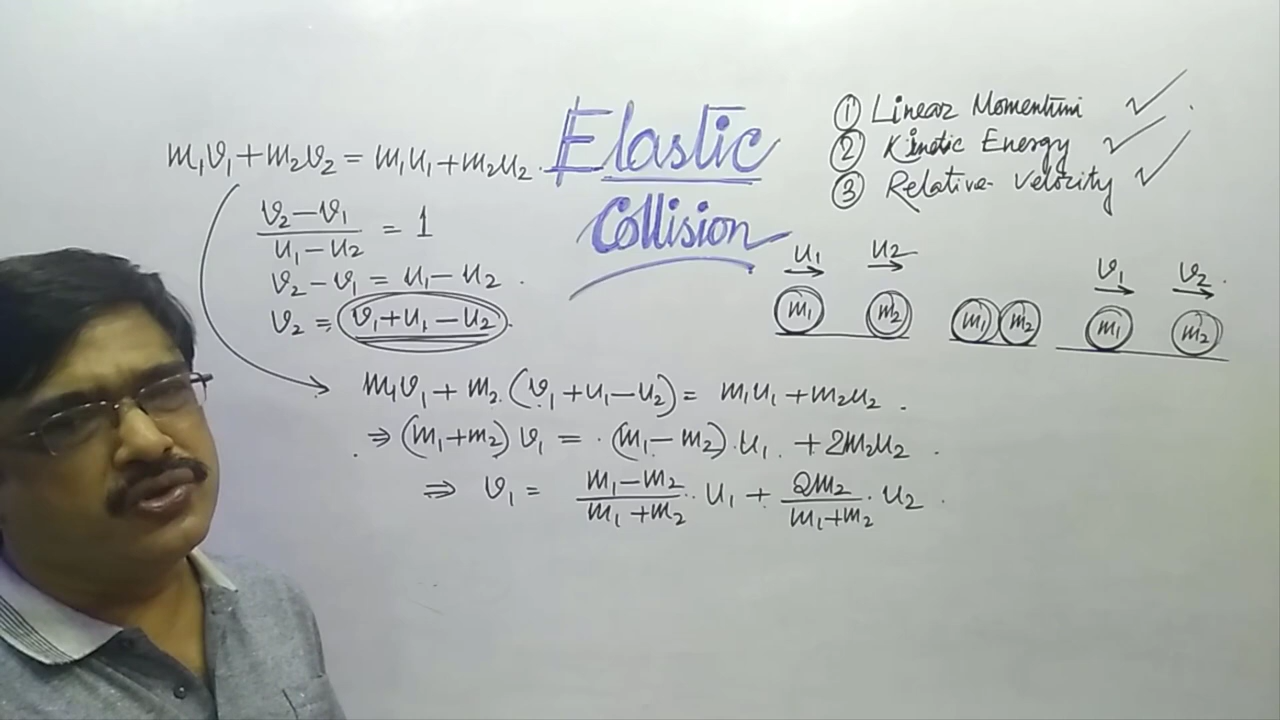 Elastic
Collision
① Linear Momentum ✓
② Kinetic Energy ✓
③ Relative Velocity ✓
m₁v₁ + m₂v₂ = m₁u₁ + m₂u₂.
(v₂ − v₁)/(u₁ − u₂) = 1
v₂ − v₁ = u₁ − u₂.
v₂ = v₁ + u₁ − u₂.
u₁ u₂ v₁ v₂
m₁ m₂ m₁ m₂ m₁ m₂
m₁v₁ + m₂.(v₁ + u₁ − u₂) = m₁u₁ + m₂u₂.
⇒ (m₁ + m₂) v₁ = (m₁ − m₂).u₁ + 2m₂u₂.
⇒ v₁ = (m₁ − m₂)/(m₁ + m₂) . u₁ + 2m₂/(m₁ + m₂) . u₂.